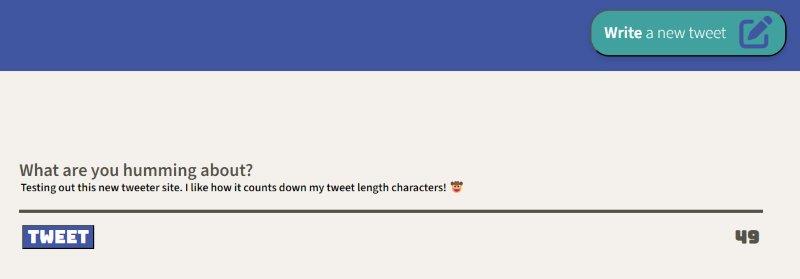 Write a new tweet
What are you humming about?
Testing out this new tweeter site. I like how it counts down my tweet length characters! 🤠
TWEET
49